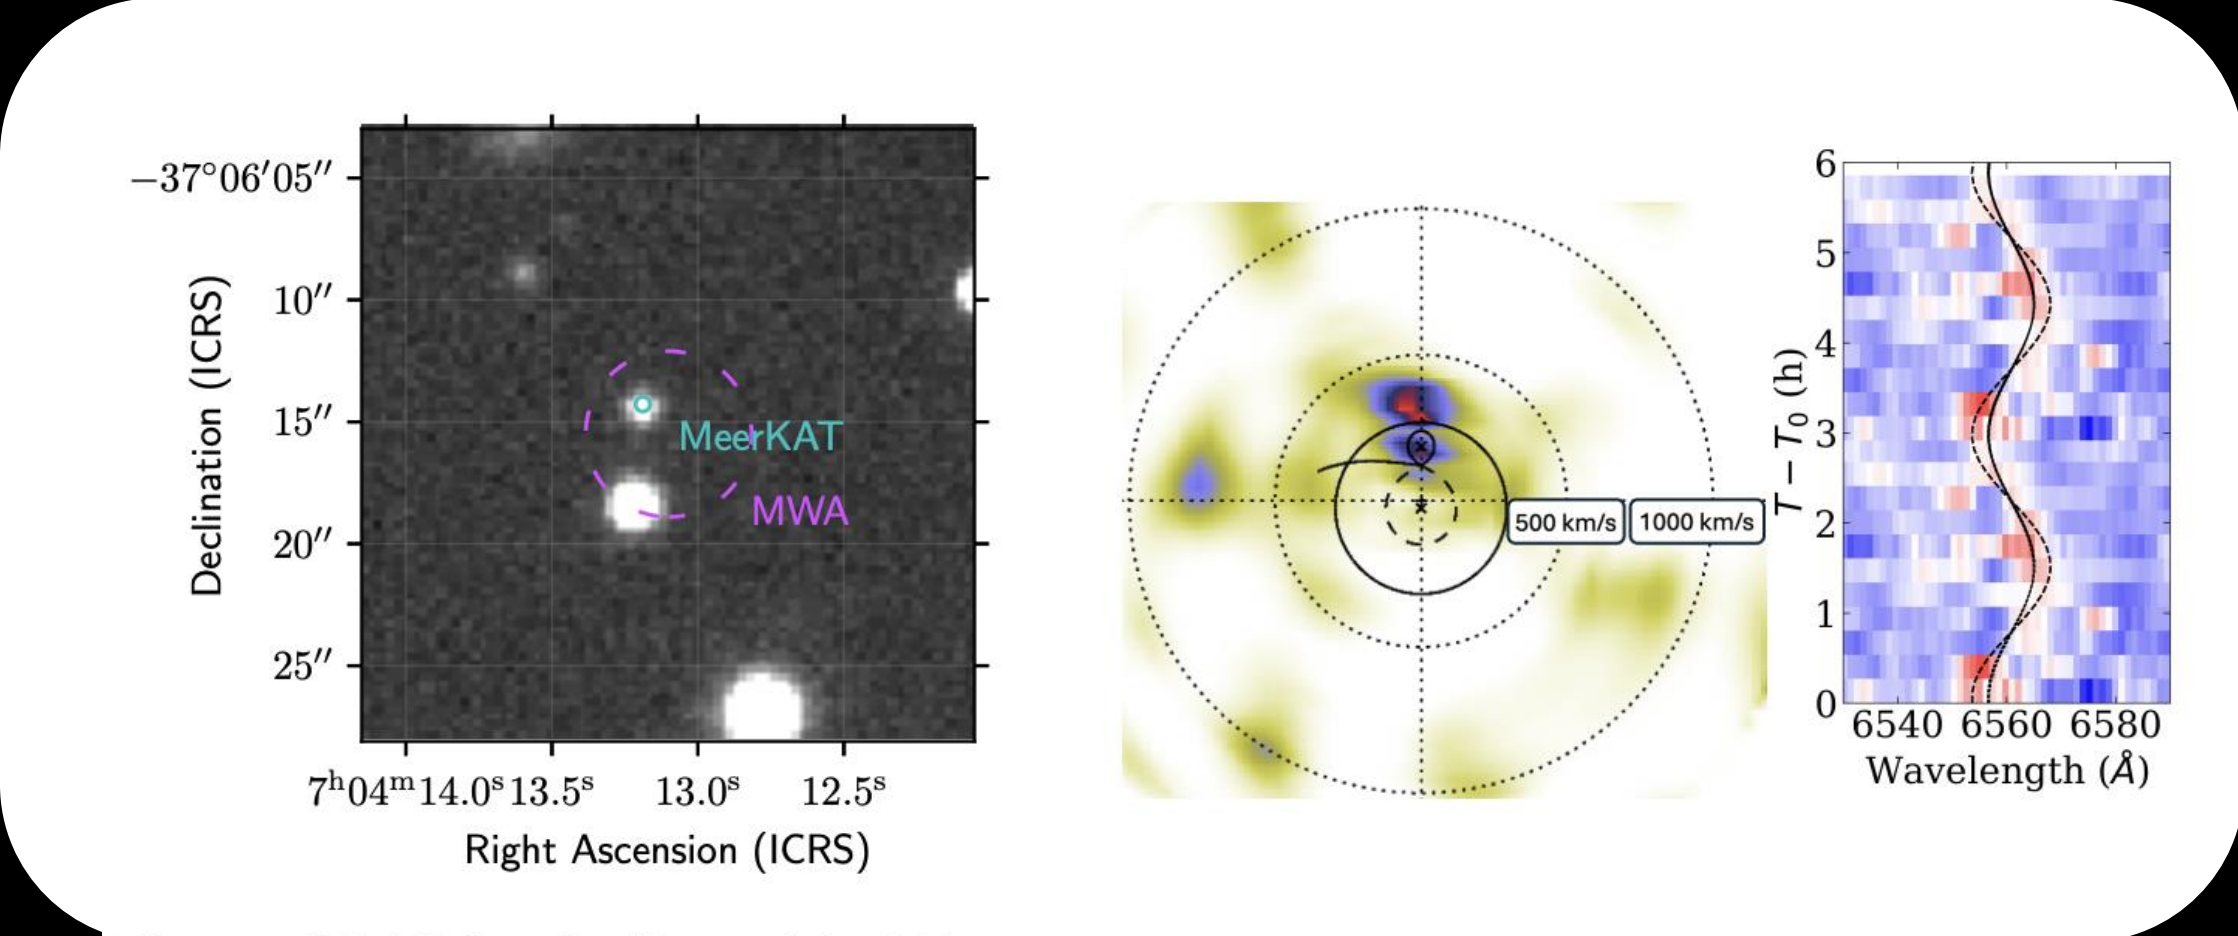 Declination (ICRS)
−37°06′05″
10″
15″
20″
25″
MeerKAT
MWA
7ʰ04ᵐ14.0ˢ 13.5ˢ 13.0ˢ 12.5ˢ
Right Ascension (ICRS)
500 km/s 1000 km/s
T − T₀ (h)
6
5
4
3
2
1
0
6540 6560 6580
Wavelength (Å)